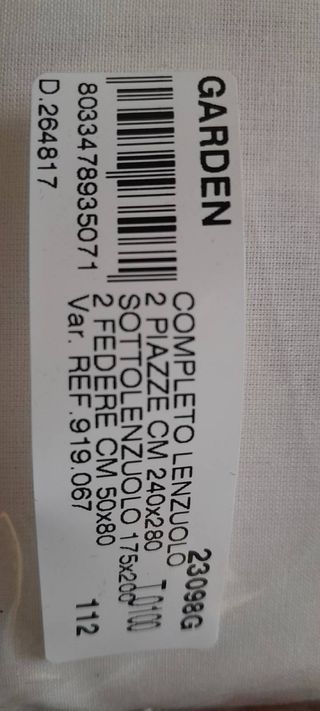 GARDEN
23098G
8033478935071
D.264817
COMPLETO LENZUOLO
2 PIAZZE CM 240x280
SOTTOLENZUOLO 175x200
T.0100
2 FEDERE CM 50x80
Var. REF.919.067
112